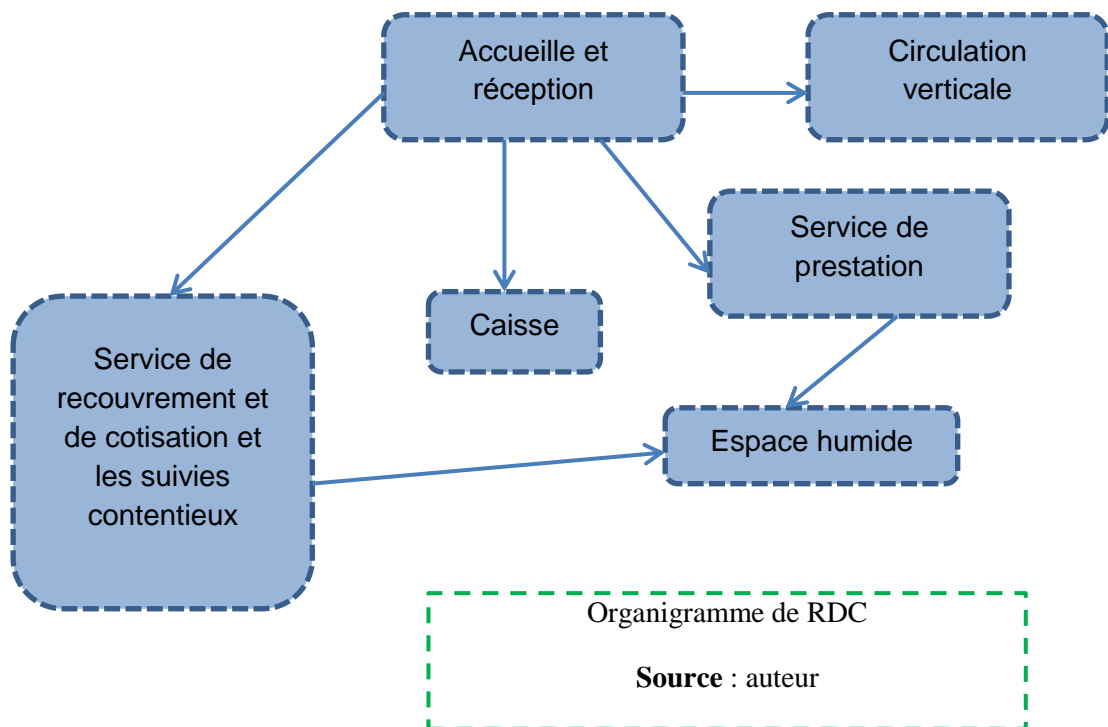 Accueille et
réception
Circulation
verticale
Service de
prestation
Caisse
Service de
recouvrement et
de cotisation et
les suivies
contentieux
Espace humide
Organigramme de RDC
Source : auteur